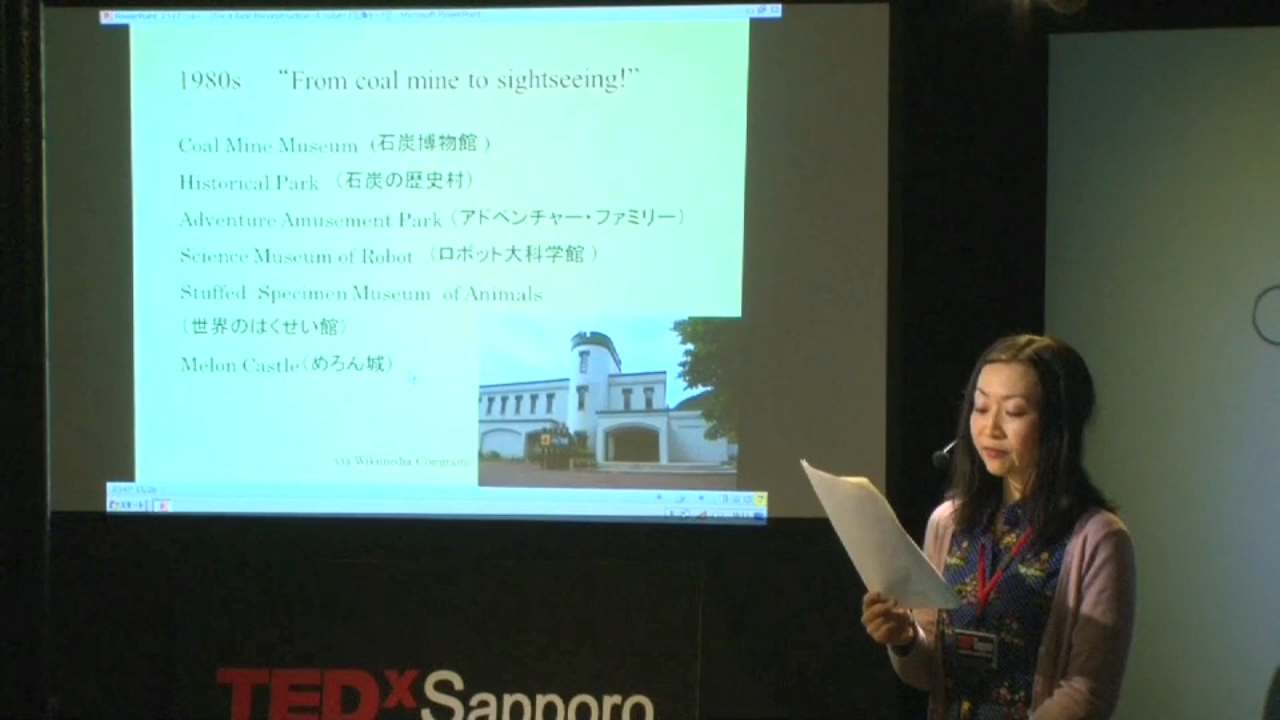 1980s “From coal mine to sightseeing!”
Coal Mine Museum (石炭博物館 )
Historical Park （石炭の歴史村）
Adventure Amusement Park（アドベンチャー・ファミリー）
Science Museum of Robot （ロボット大科学館 ）
Stuffed Specimen Museum of Animals
（世界のはくせい館）
Melon Castle（めろん城）
via Wikimedia Commons
TEDxSapporo